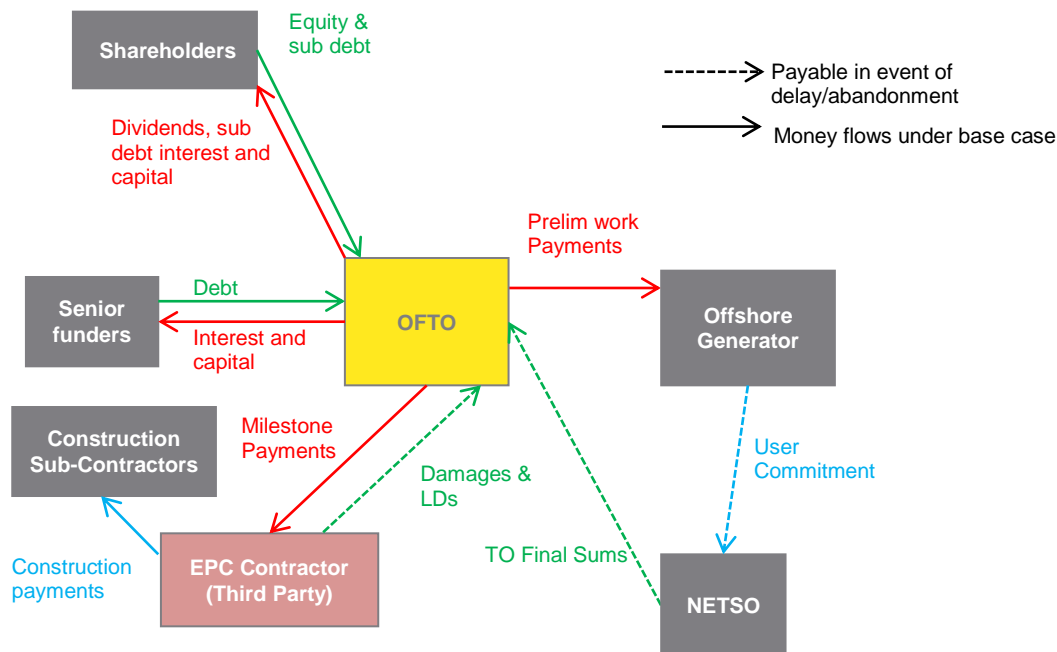 Equity &
sub debt
Shareholders
Payable in event of
delay/abandonment
Money flows under base case
Dividends, sub
debt interest and
capital
Prelim work
Payments
Debt
Senior
funders
OFTO
Offshore
Generator
Interest and
capital
Milestone
Payments
Construction
Sub-Contractors
Damages &
LDs
User
Commitment
TO Final Sums
Construction
payments
EPC Contractor
(Third Party)
NETSO